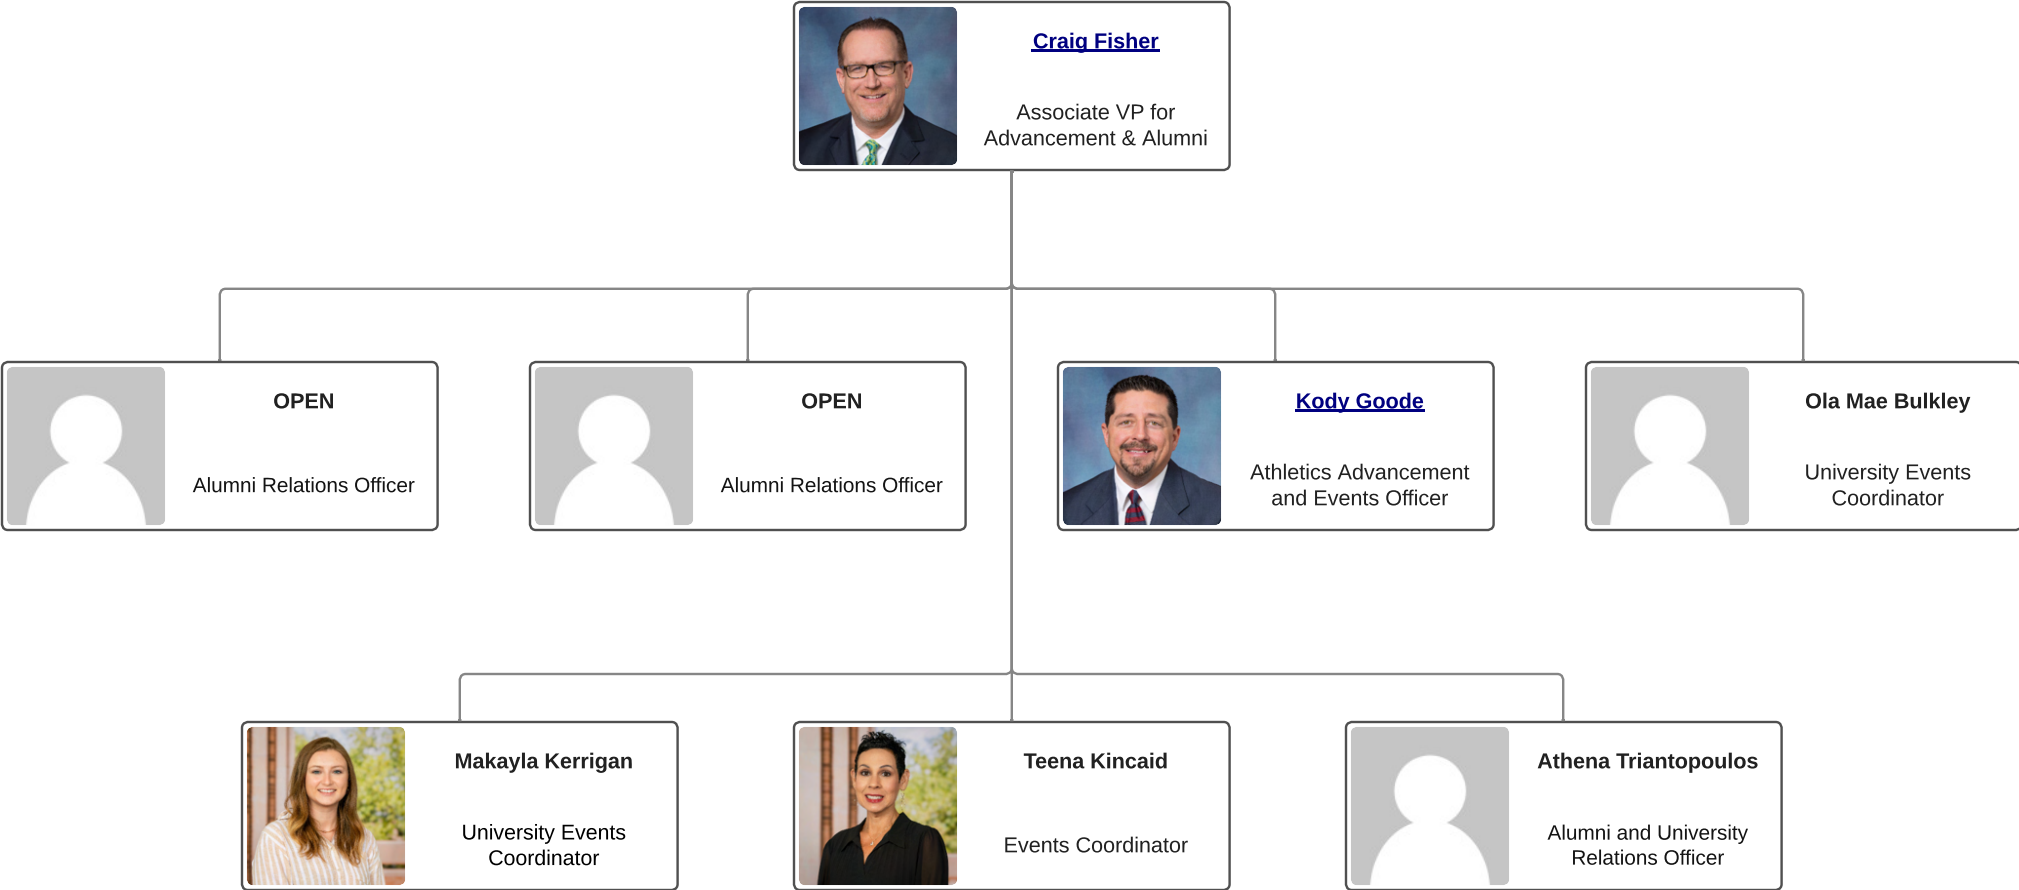 Craig Fisher
Associate VP for
Advancement & Alumni
OPEN
Alumni Relations Officer
OPEN
Alumni Relations Officer
Kody Goode
Athletics Advancement
and Events Officer
Ola Mae Bulkley
University Events
Coordinator
Makayla Kerrigan
University Events
Coordinator
Teena Kincaid
Events Coordinator
Athena Triantopoulos
Alumni and University
Relations Officer